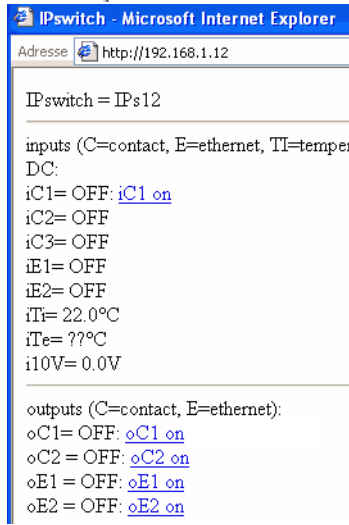 IPswitch - Microsoft Internet Explorer
Adresse http://192.168.1.12
IPswitch = IPs12
inputs (C=contact, E=ethernet, TI=temper
DC:
iC1= OFF: iC1 on
iC2= OFF
iC3= OFF
iE1= OFF
iE2= OFF
iTi= 22.0°C
iTe= ??°C
i10V= 0.0V
outputs (C=contact, E=ethernet):
oC1= OFF: oC1 on
oC2 = OFF: oC2 on
oE1 = OFF: oE1 on
oE2 = OFF: oE2 on